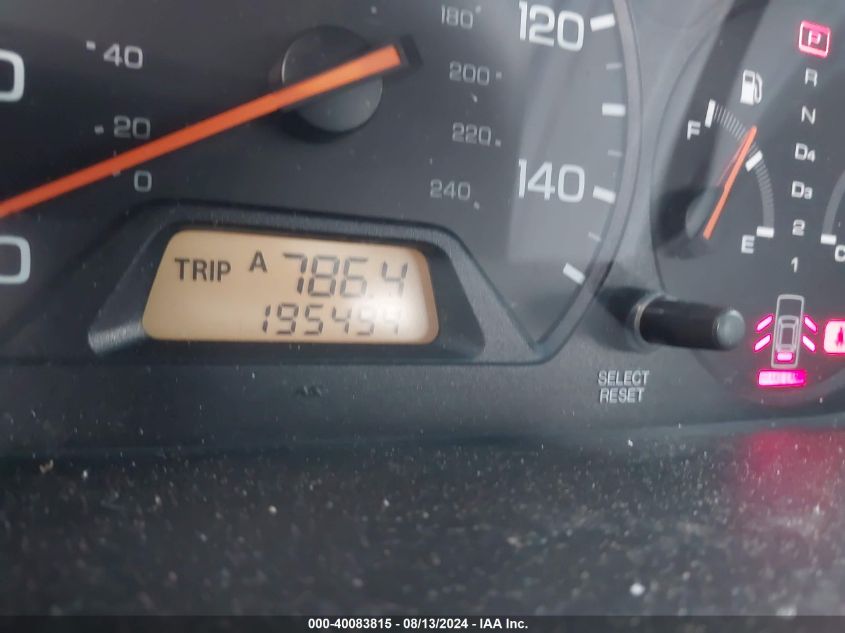 40
20
0
180
200
220
240
120
140
TRIP A 786.4
F
E
P
R
N
D4
D3
2
1
C
SELECT
RESET
000-40083815 - 08/13/2024 - IAA Inc.